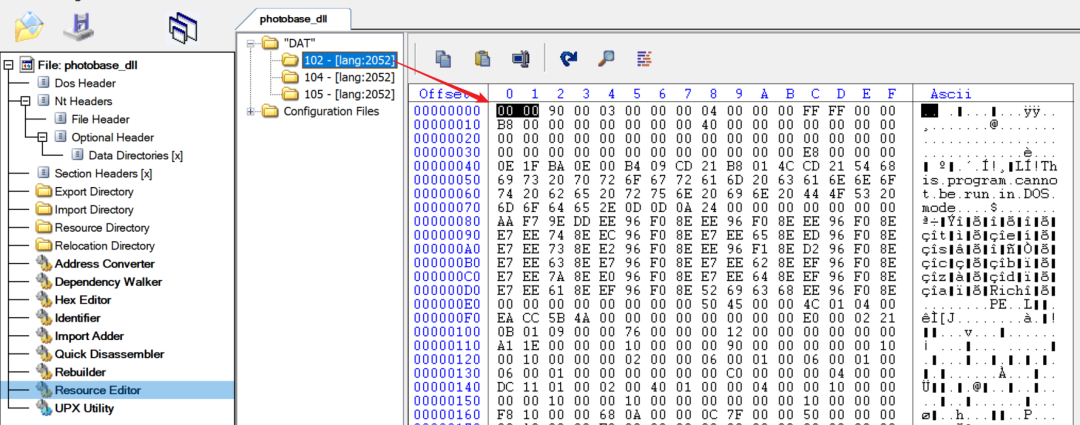 photobase_dll
File: photobase_dll
Dos Header
Nt Headers
File Header
Optional Header
Data Directories [x]
Section Headers [x]
Export Directory
Import Directory
Resource Directory
Relocation Directory
Address Converter
Dependency Walker
Hex Editor
Identifier
Import Adder
Quick Disassembler
Rebuilder
Resource Editor
UPX Utility
"DAT"
102 - [lang:2052]
104 - [lang:2052]
105 - [lang:2052]
Configuration Files
Offset 0 1 2 3 4 5 6 7 8 9 A B C D E F Ascii
00000000 00 00 90 00 03 00 00 00 04 00 00 00 FF FF 00 00
00000010 B8 00 00 00 00 00 00 00 40 00 00 00 00 00 00 00
00000020 00 00 00 00 00 00 00 00 00 00 00 00 00 00 00 00
00000030 00 00 00 00 00 00 00 00 00 00 00 00 E8 00 00 00
00000040 0E 1F BA 0E 00 B4 09 CD 21 B8 01 4C CD 21 54 68
00000050 69 73 20 70 72 6F 67 72 61 6D 20 63 61 6E 6E 6F is.program.canno
00000060 74 20 62 65 20 72 75 6E 20 69 6E 20 44 4F 53 20 t.be.run.in.DOS.
00000070 6D 6F 64 65 2E 0D 0D 0A 24 00 00 00 00 00 00 00 mode....$.......
00000080 AA F7 9E DD EE 96 F0 8E EE 96 F0 8E EE 96 F0 8E
00000090 E7 EE 74 8E EC 96 F0 8E E7 EE 65 8E ED 96 F0 8E
000000A0 E7 EE 73 8E E2 96 F0 8E EE 96 F1 8E D2 96 F0 8E
000000B0 E7 EE 63 8E E7 96 F0 8E E7 EE 62 8E EF 96 F0 8E
000000C0 E7 EE 7A 8E E0 96 F0 8E E7 EE 64 8E EF 96 F0 8E
000000D0 E7 EE 61 8E EF 96 F0 8E 52 69 63 68 EE 96 F0 8E
000000E0 00 00 00 00 00 00 00 00 50 45 00 00 4C 01 04 00
000000F0 EA CC 5B 4A 00 00 00 00 00 00 00 00 E0 00 02 21
00000100 0B 01 09 00 00 76 00 00 00 12 00 00 00 00 00 00
00000110 A1 1E 00 00 00 10 00 00 00 90 00 00 00 00 00 10
00000120 00 10 00 00 00 02 00 00 06 00 01 00 06 00 01 00
00000130 06 00 01 00 00 00 00 00 00 C0 00 00 00 04 00 00
00000140 DC 11 01 00 02 00 40 01 00 00 04 00 00 10 00 00
00000150 00 00 10 00 00 10 00 00 00 00 00 00 10 00 00 00
00000160 F8 10 00 00 68 0A 00 00 0C 7F 00 00 50 00 00 00